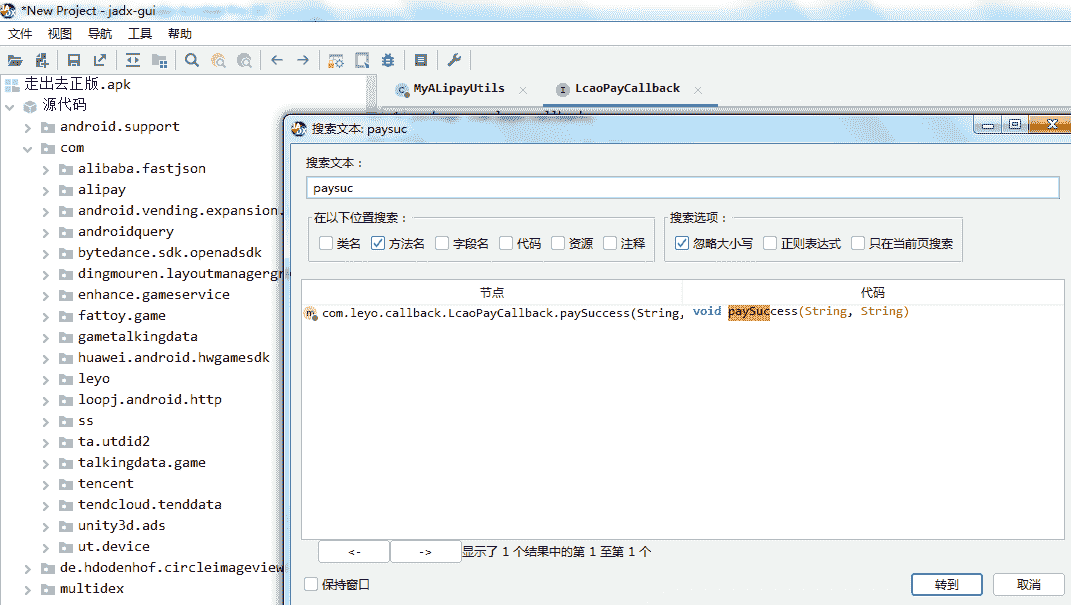 *New Project - jadx-gui
文件 视图 导航 工具 帮助
走出去正版.apk
源代码
android.support
com
alibaba.fastjson
alipay
android.vending.expansion.
androidquery
bytedance.sdk.openadsdk
dingmouren.layoutmanagergr
enhance.gameservice
fattoy.game
gametalkingdata
huawei.android.hwgamesdk
leyo
loopj.android.http
ss
ta.utdid2
talkingdata.game
tencent
tendcloud.tenddata
unity3d.ads
ut.device
de.hdodenhof.circleimageview
multidex
MyALipayUtils LcaoPayCallback
搜索文本: paysuc
搜索文本：
paysuc
在以下位置搜索：
类名 方法名 字段名 代码 资源 注释
搜索选项：
忽略大小写 正则表达式 只在当前页搜索
节点 代码
com.leyo.callback.LcaoPayCallback.paySuccess(String, void paySuccess(String, String)
<- -> 显示了 1 个结果中的第 1 至第 1 个
保持窗口
转到 取消